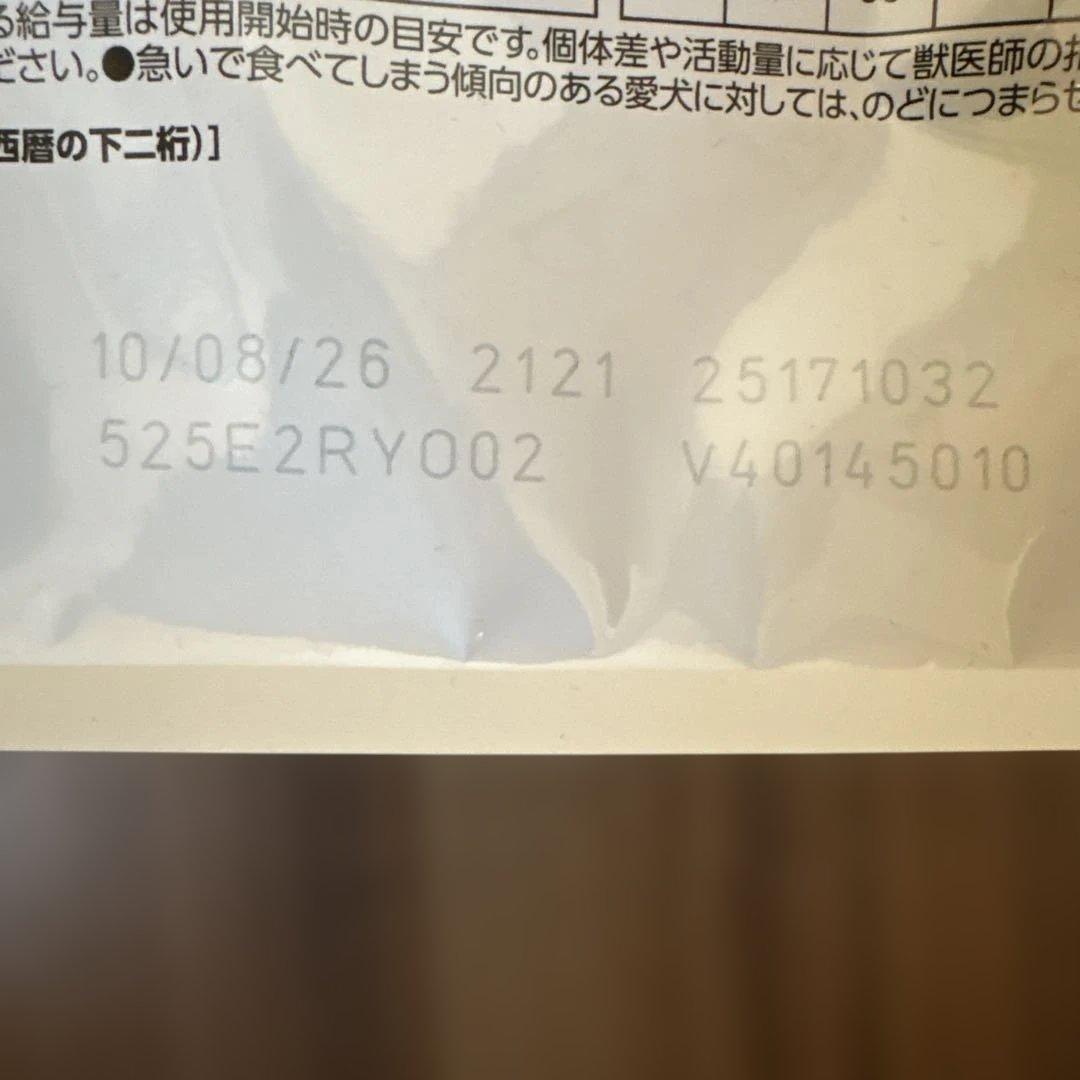 る給与量は使用開始時の目安です。個体差や活動量に応じて獣医師の指
ださい。●急いで食べてしまう傾向のある愛犬に対しては、のどにつまらせ
西暦の下二桁)]
10/08/26 2121 25171032
525E2RYO02 V40145010